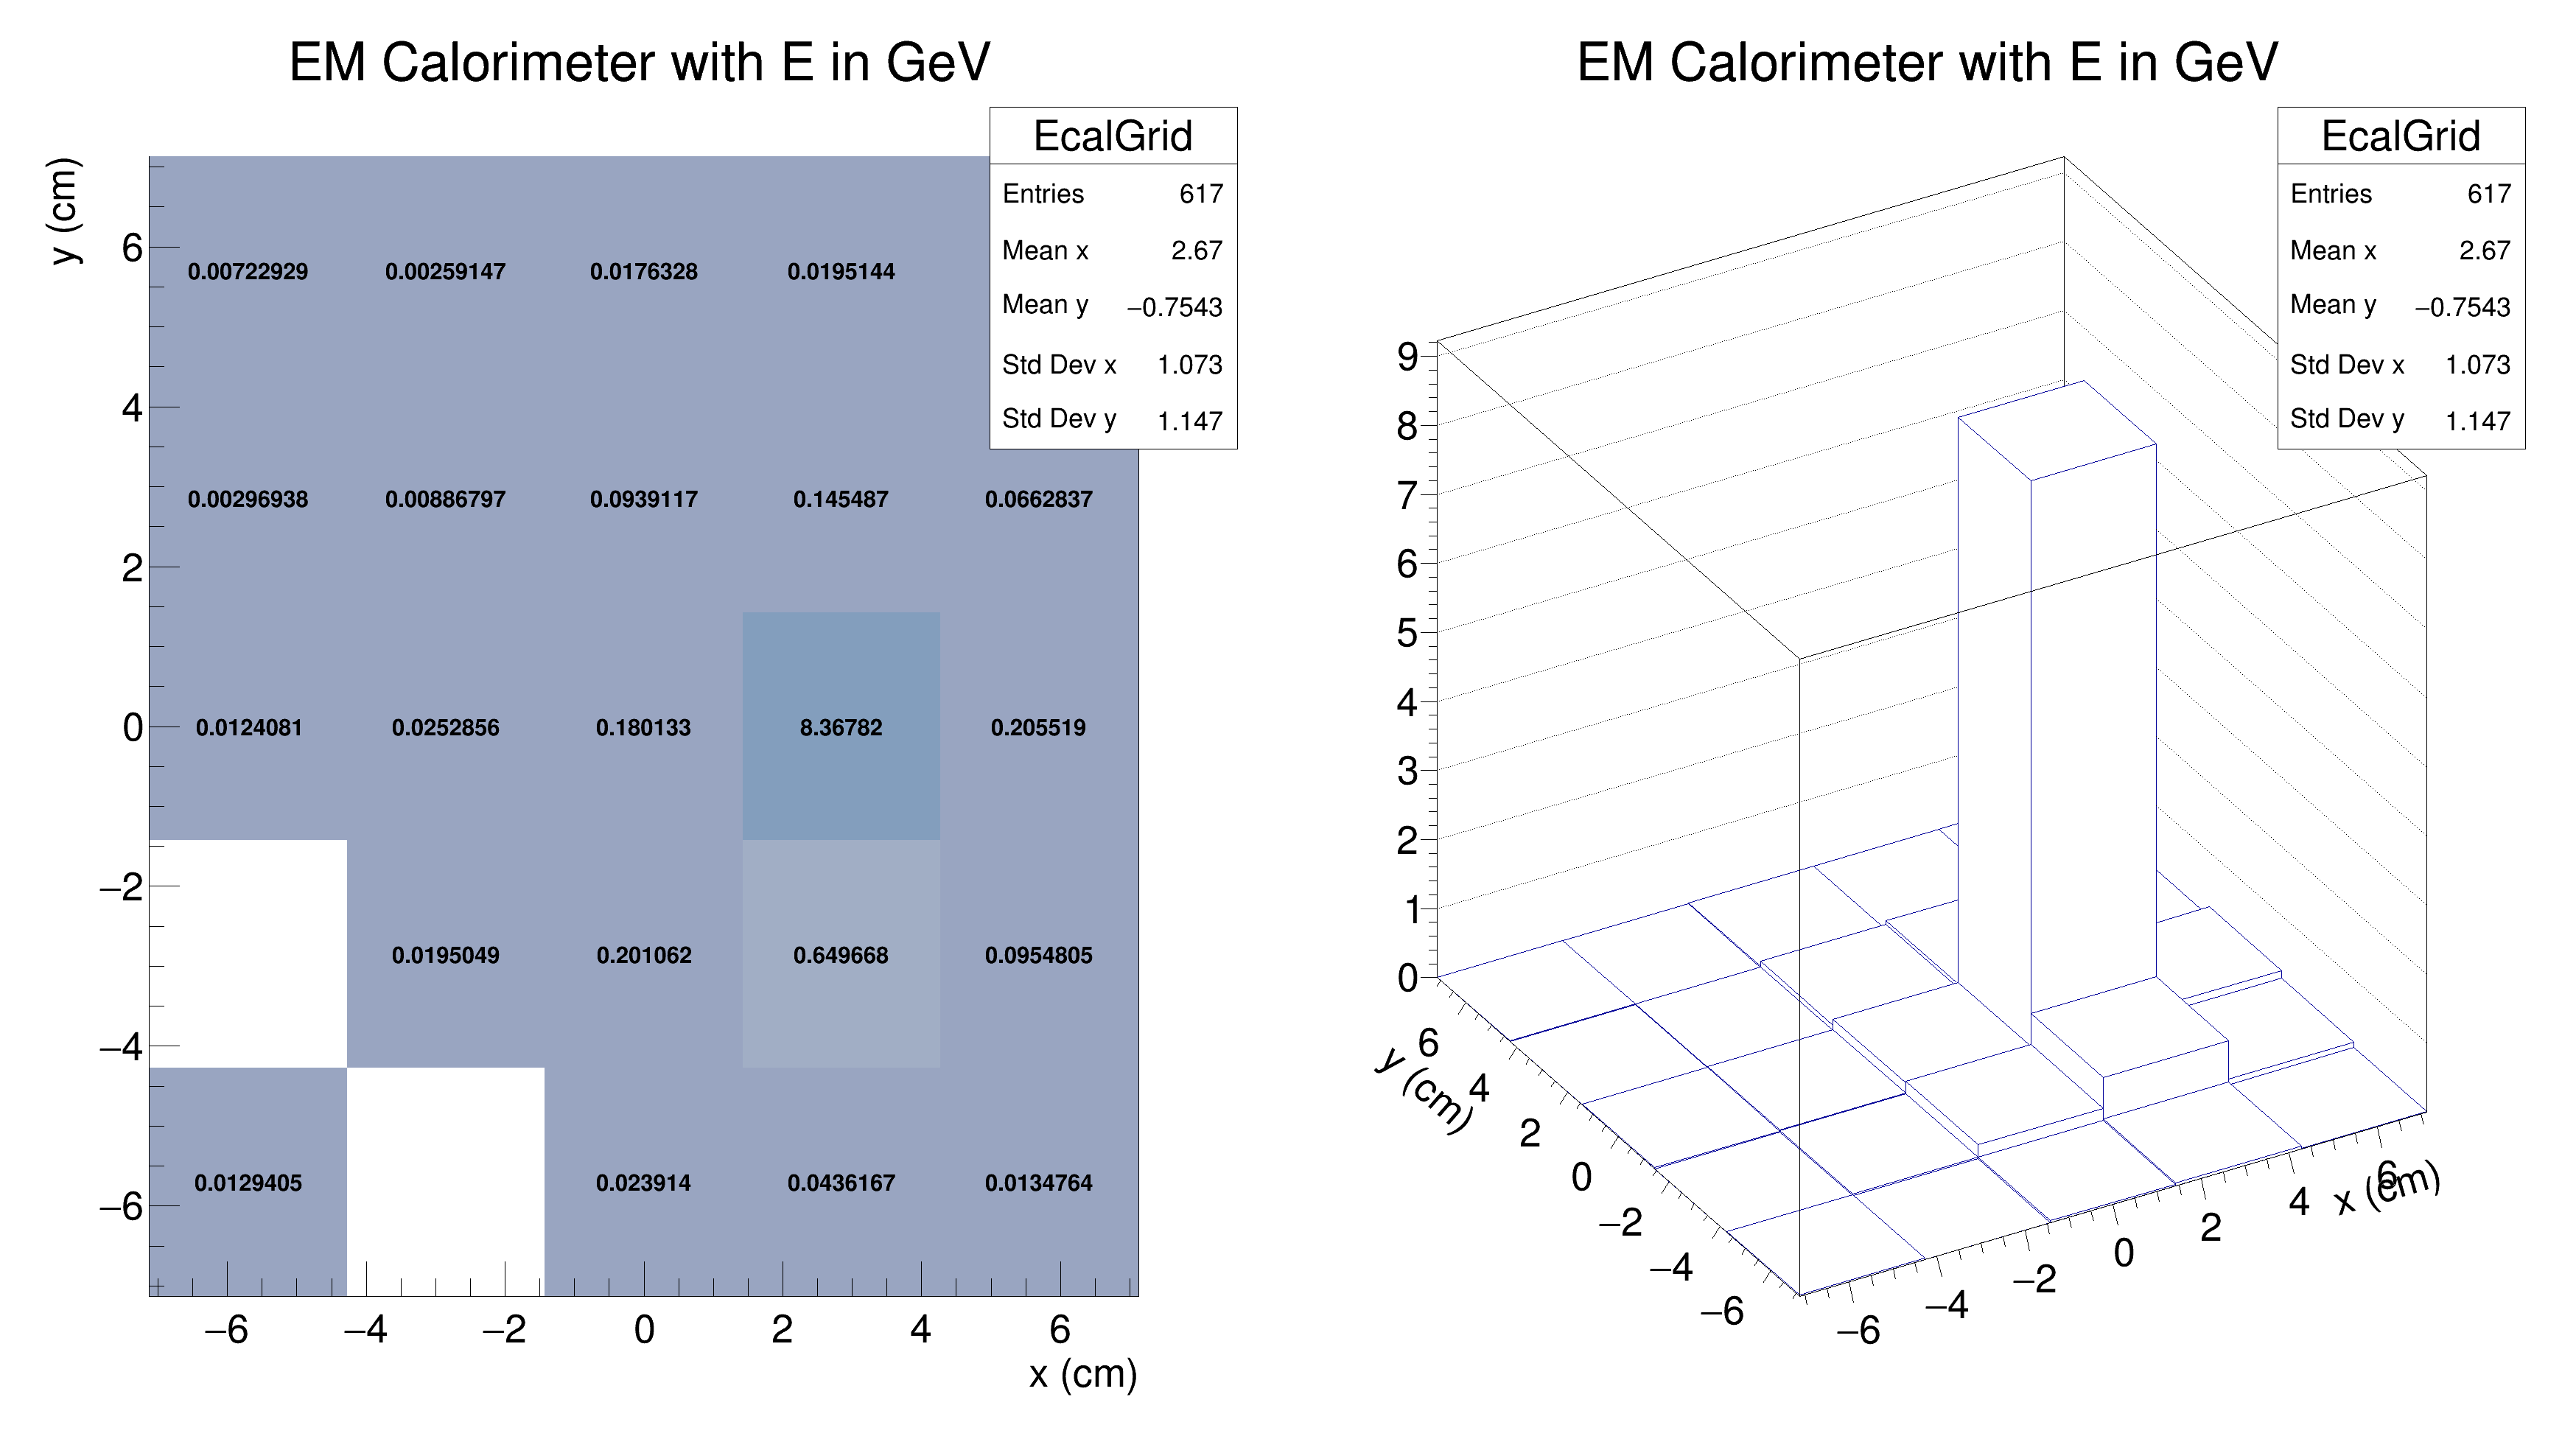 EM Calorimeter with E in GeV
EcalGrid
Entries 617
Mean x 2.67
Mean y −0.7543
Std Dev x 1.073
Std Dev y 1.147
y (cm)
6
4
2
0
−2
−4
−6
0.00722929 0.00259147 0.0176328 0.0195144
0.00296938 0.00886797 0.0939117 0.145487 0.0662837
0.0124081 0.0252856 0.180133 8.36782 0.205519
0.0195049 0.201062 0.649668 0.0954805
0.0129405 0.023914 0.0436167 0.0134764
−6 −4 −2 0 2 4 6
x (cm)
EM Calorimeter with E in GeV
EcalGrid
Entries 617
Mean x 2.67
Mean y −0.7543
Std Dev x 1.073
Std Dev y 1.147
9
8
7
6
5
4
3
2
1
0
y (cm)
6
4
2
0
−2
−4
−6
−6
−4
−2
0
2
4
6
x (cm)